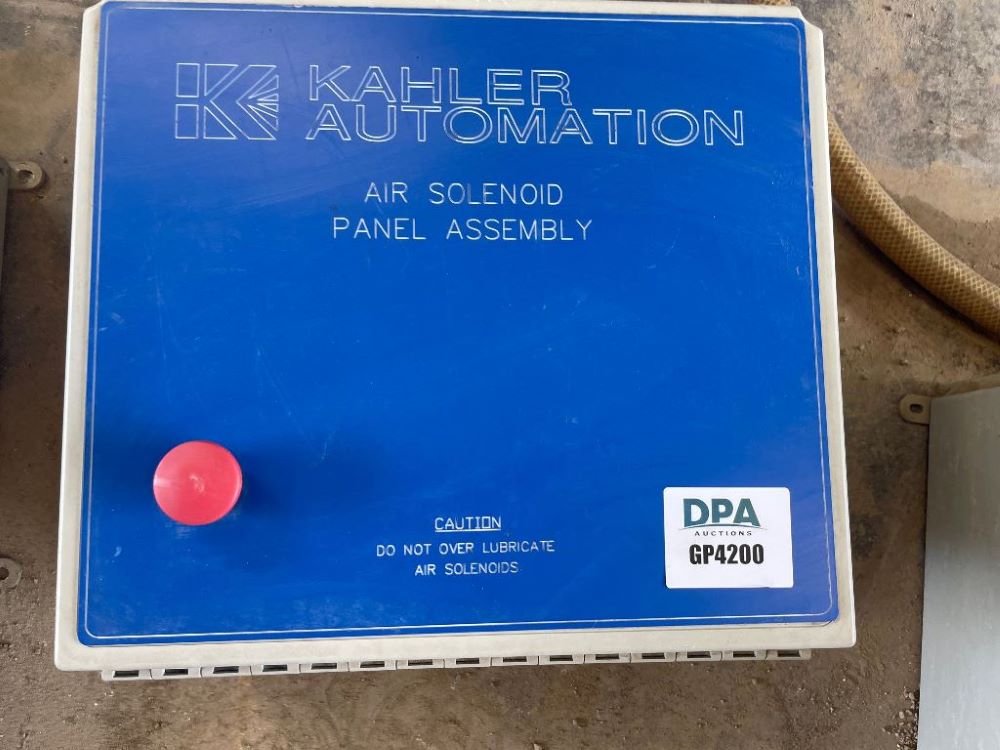 KAHLER
AUTOMATION
AIR SOLENOID
PANEL ASSEMBLY
CAUTION
DO NOT OVER LUBRICATE
AIR SOLENOIDS
DPA
AUCTIONS
GP4200